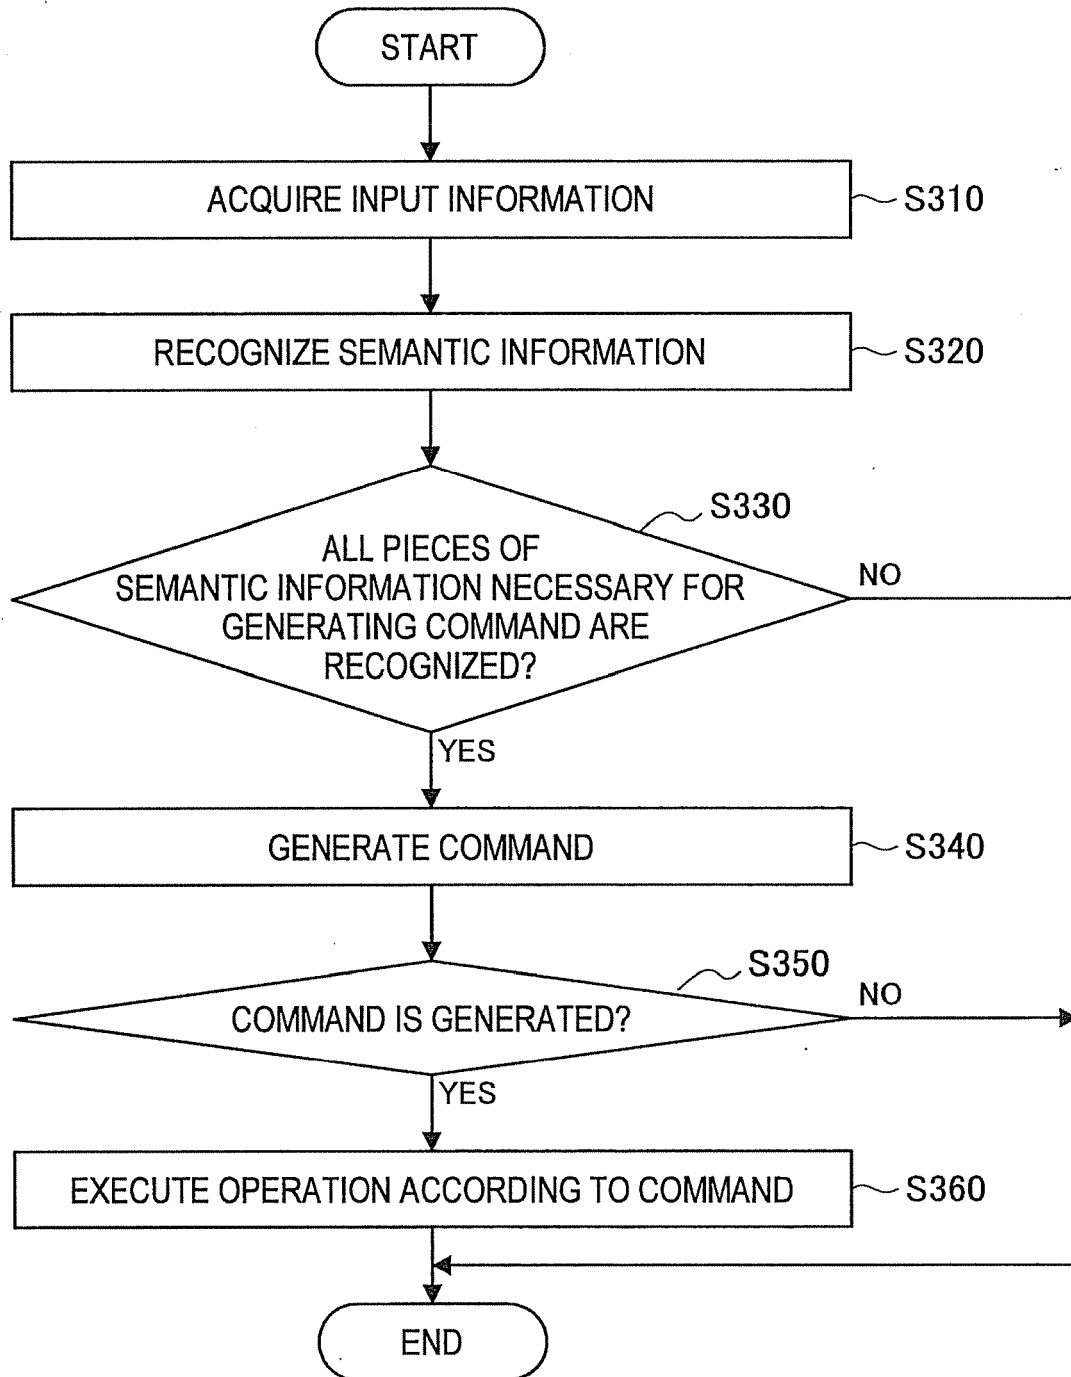 START
ACQUIRE INPUT INFORMATION
S310
RECOGNIZE SEMANTIC INFORMATION
S320
S330
ALL PIECES OF
SEMANTIC INFORMATION NECESSARY FOR
GENERATING COMMAND ARE
RECOGNIZED?
NO
YES
GENERATE COMMAND
S340
S350
COMMAND IS GENERATED?
NO
YES
EXECUTE OPERATION ACCORDING TO COMMAND
S360
END